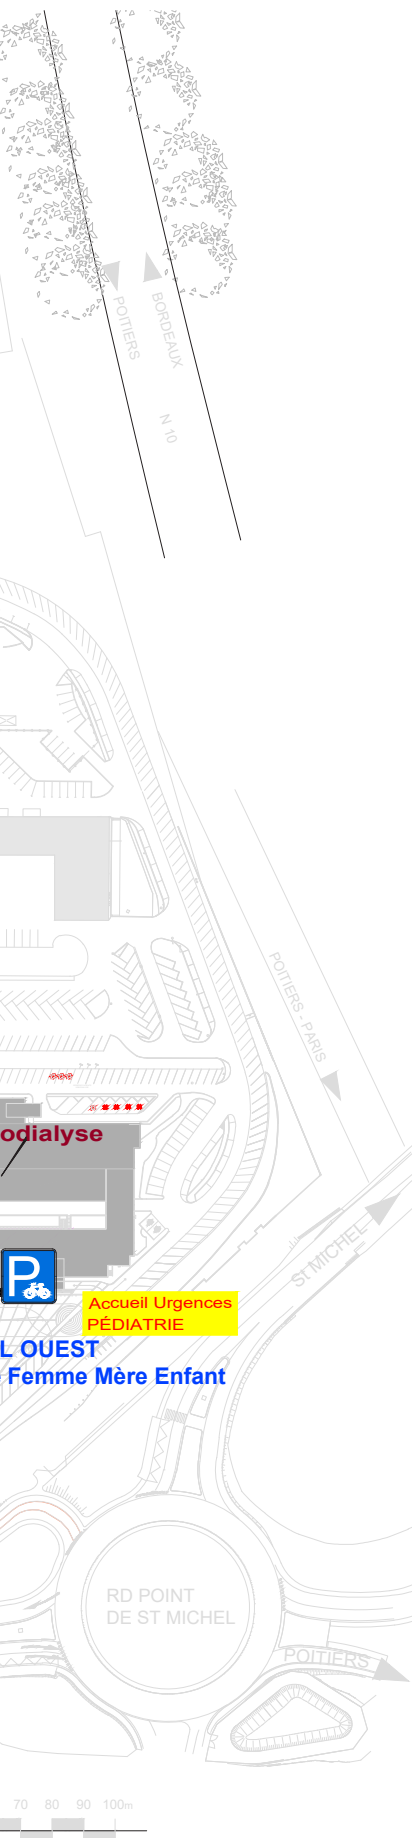 POITIERS
BORDEAUX
N 10
POITIERS - PARIS
odialyse
St MICHEL
P
Accueil Urgences
PÉDIATRIE
L OUEST
Femme Mère Enfant
RD POINT
DE ST MICHEL
POITIERS
70 80 90 100m